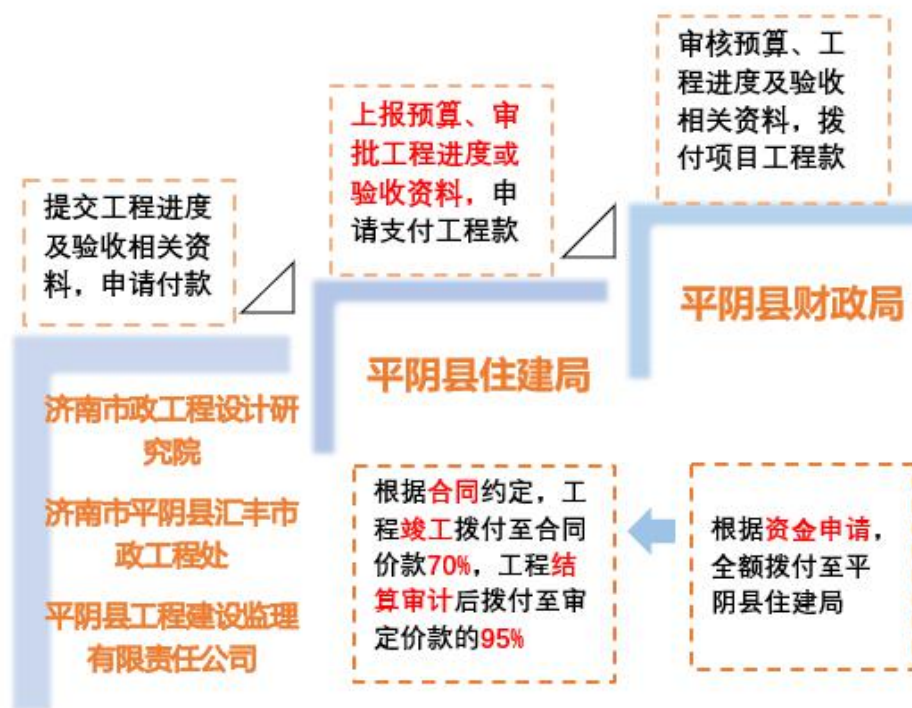 提交工程进度
及验收相关资
料，申请付款
济南市政工程设计研
究院
济南市平阴县汇丰市
政工程处
平阴县工程建设监理
有限责任公司
上报预算、审
批工程进度或
验收资料，申
请支付工程款
平阴县住建局
审核预算、工
程进度及验收
相关资料，拨
付项目工程款
平阴县财政局
根据资金申请，
全额拨付至平
阴县住建局
根据合同约定，工
程竣工拨付至合同
价款70%，工程结
算审计后拨付至审
定价款的95%